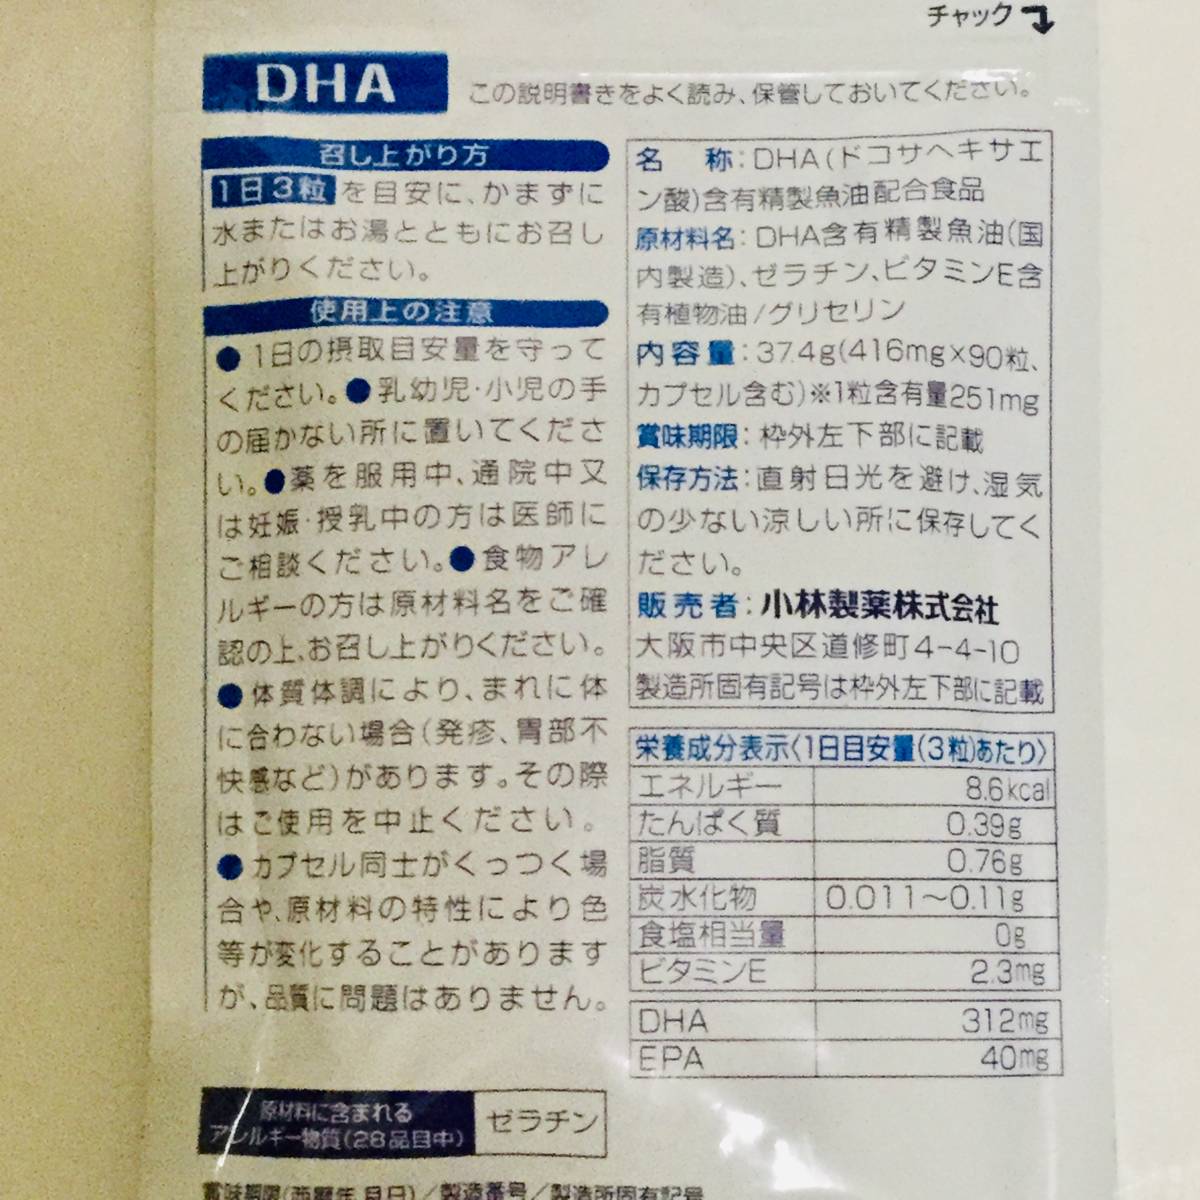 チャック
DHA
この説明書きをよく読み、保管しておいてください。
召し上がり方
1日3粒を目安に、かまずに
水またはお湯とともにお召し
上がりください。
使用上の注意
●1日の摂取目安量を守って
ください。●乳幼児・小児の手
の届かない所に置いてくださ
い。●薬を服用中、通院中又
は妊娠・授乳中の方は医師に
ご相談ください。●食物アレ
ルギーの方は原材料名をご確
認の上、お召し上がりください。
●体質体調により、まれに体
に合わない場合(発疹、胃部不
快感など)があります。その際
はご使用を中止ください。
●カプセル同士がくっつく場
合や、原材料の特性により色
等が変化することがあります
が、品質に問題はありません。
名 称:DHA(ドコサヘキサエ
ン酸)含有精製魚油配合食品
原材料名:DHA含有精製魚油(国
内製造)、ゼラチン、ビタミンE含
有植物油/グリセリン
内容量:37.4g(416mg×90粒、
カプセル含む)※1粒含有量251mg
賞味期限:枠外左下部に記載
保存方法:直射日光を避け、湿気
の少ない涼しい所に保存してく
ださい。
販売者:小林製薬株式会社
大阪市中央区道修町4-4-10
製造所固有記号は枠外左下部に記載
栄養成分表示〈1日目安量(3粒)あたり〉
エネルギー 8.6kcal
たんぱく質 0.39g
脂質 0.76g
炭水化物 0.011〜0.11g
食塩相当量 0g
ビタミンE 2.3mg
DHA 312mg
EPA 40mg
原材料に含まれる
アレルギー物質(28品目中)
ゼラチン
賞味期限(西暦年.月日)/製造番号/製造所固有記号